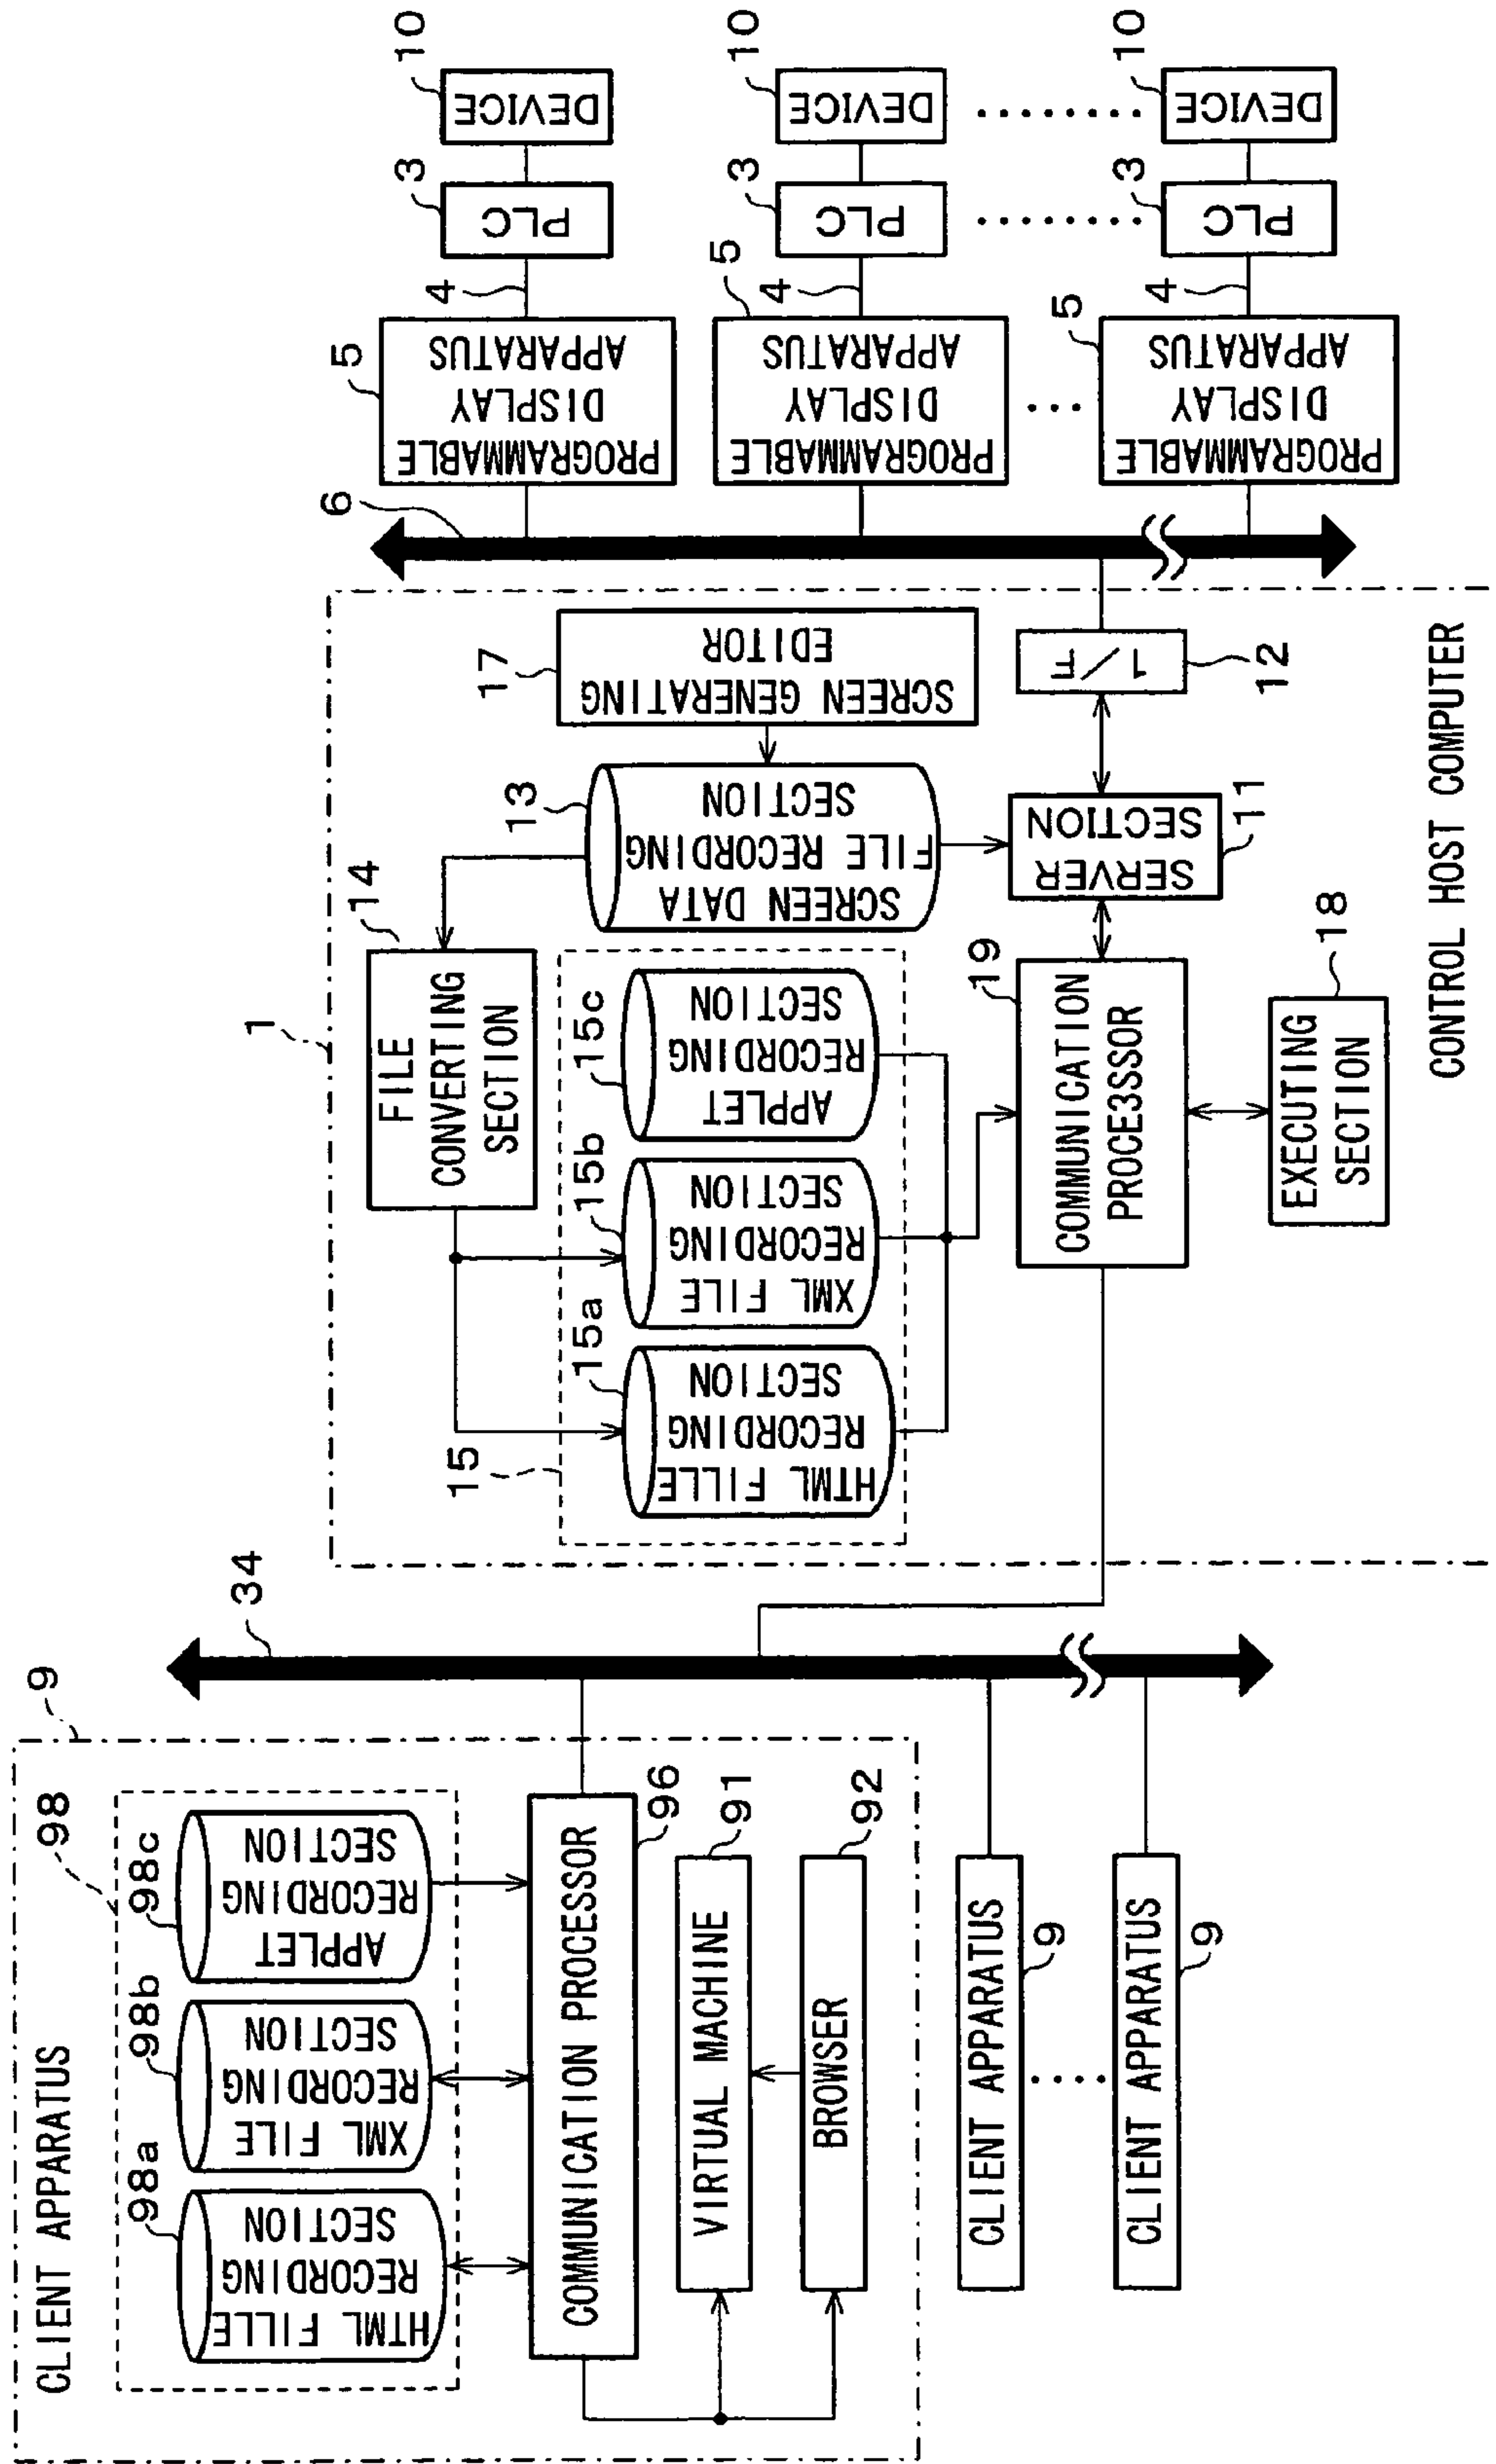 CLIENT APPARATUS
9
98
98a
HTML FILLE
RECORDING
SECTION
98b
XML FILE
RECORDING
SECTION
98c
APPLET
RECORDING
SECTION
COMMUNICATION PROCESSOR
96
VIRTUAL MACHINE
91
BROWSER
92
CLIENT APPARATUS
9
CLIENT APPARATUS
9
34
1
FILE
CONVERTING
SECTION
14
15
15a
HTML FILLE
RECORDING
SECTION
15b
XML FILE
RECORDING
SECTION
15c
APPLET
RECORDING
SECTION
13
SCREEN DATA
FILE RECORDING
SECTION
17
SCREEN GENERATING
EDITOR
COMMUNICATION
PROCE3SSOR
19
SERVER
SECTION
11
1/F
12
EXECUTING
SECTION
18
CONTROL HOST COMPUTER
6
PROGRAMMABLE
DISPLAY
APPARATUS
5
4
PLC
3
DEVICE
10
PROGRAMMABLE
DISPLAY
APPARATUS
5
4
PLC
3
DEVICE
10
PROGRAMMABLE
DISPLAY
APPARATUS
5
4
PLC
3
DEVICE
10